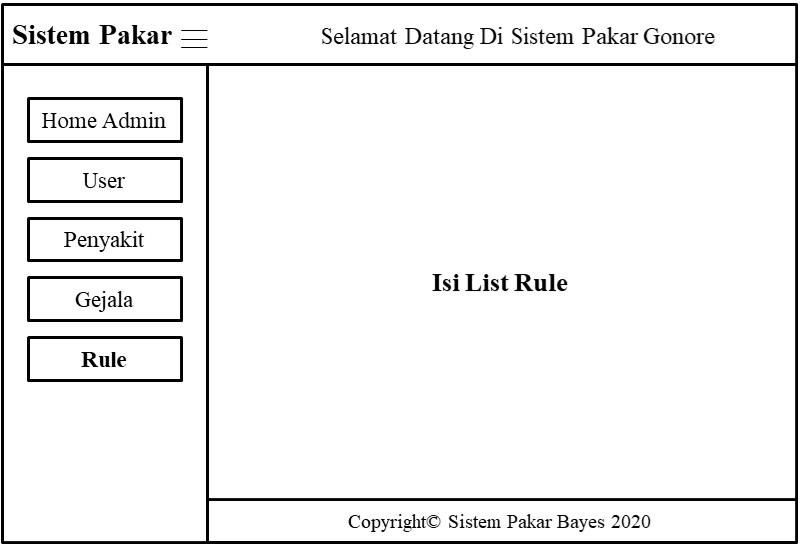 Sistem Pakar
Selamat Datang Di Sistem Pakar Gonore
Home Admin
User
Penyakit
Gejala
Rule
Isi List Rule
Copyright© Sistem Pakar Bayes 2020